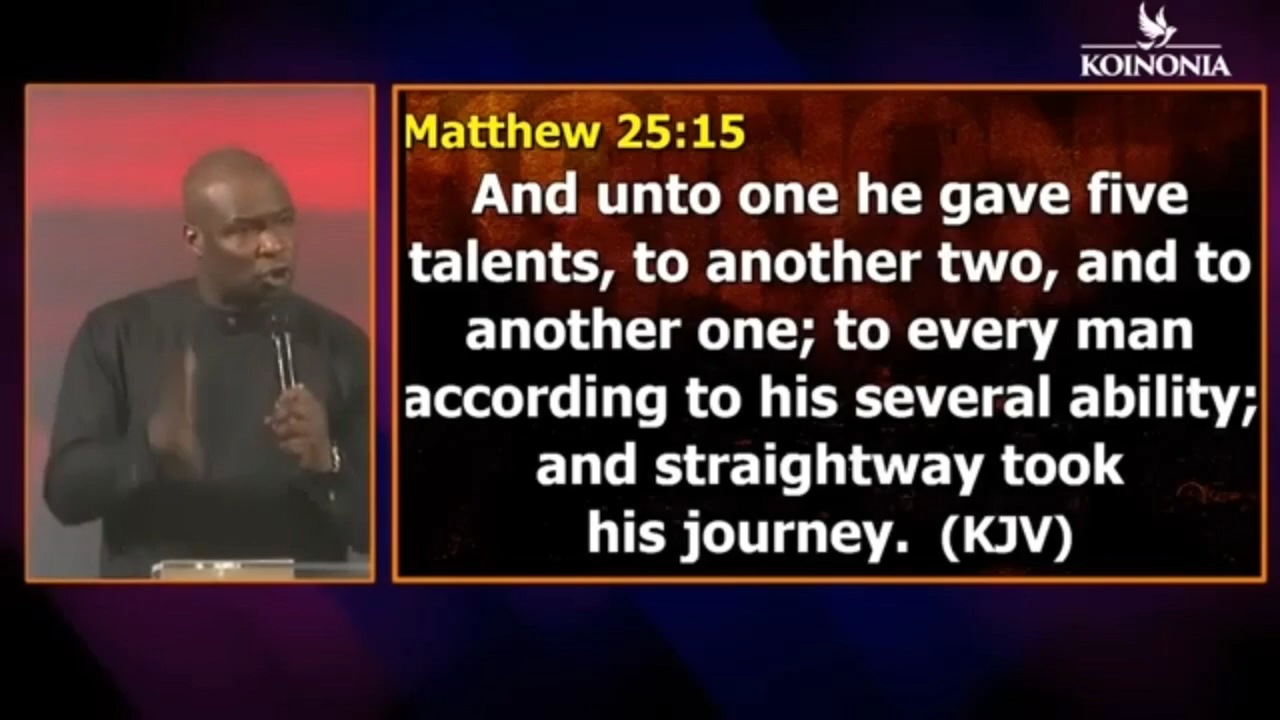 KOINONIA
Matthew 25:15
And unto one he gave five
talents, to another two, and to
another one; to every man
according to his several ability;
and straightway took
his journey. (KJV)